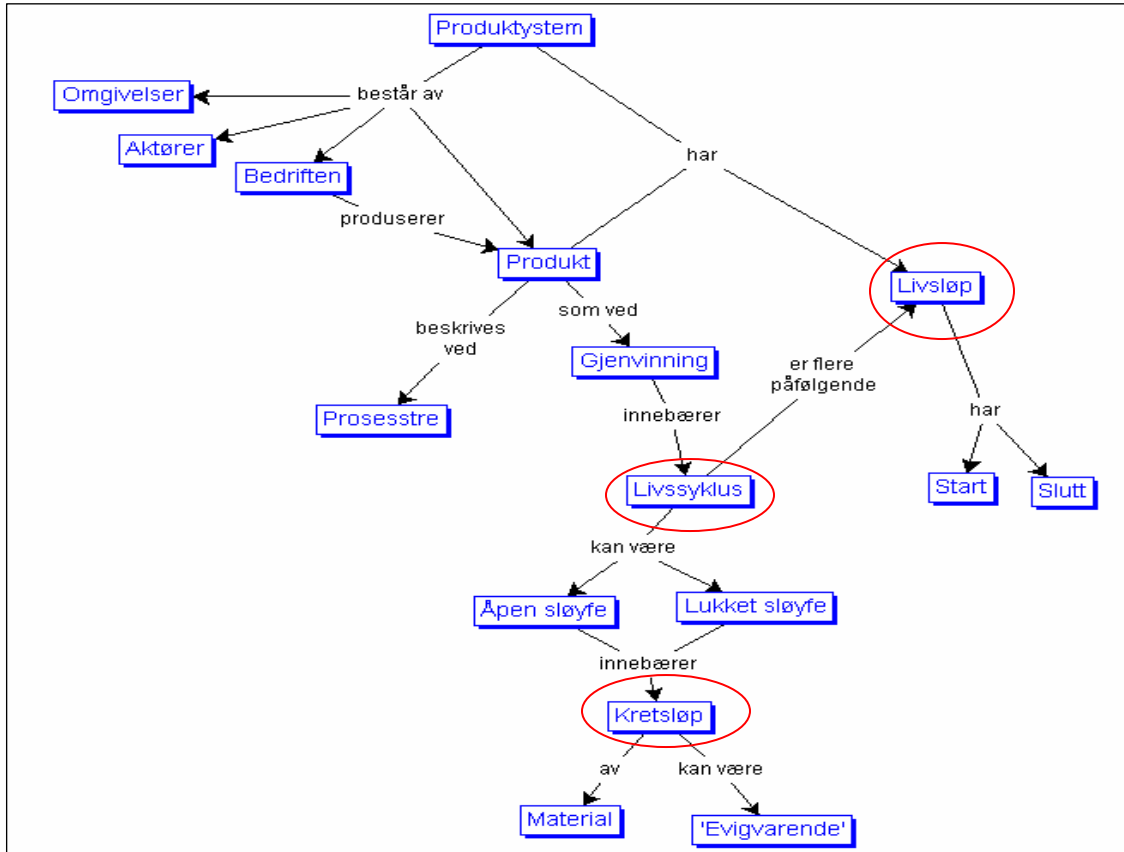 Produktystem
består av
Omgivelser
Aktører
Bedriften
har
produserer
Produkt
Livsløp
beskrives
ved
som ved
Gjenvinning
er flere
påfølgende
Prosesstre
innebærer
har
Livssyklus
Start
Slutt
kan være
Åpen sløyfe
Lukket sløyfe
innebærer
Kretsløp
av
kan være
Material
'Evigvarende'